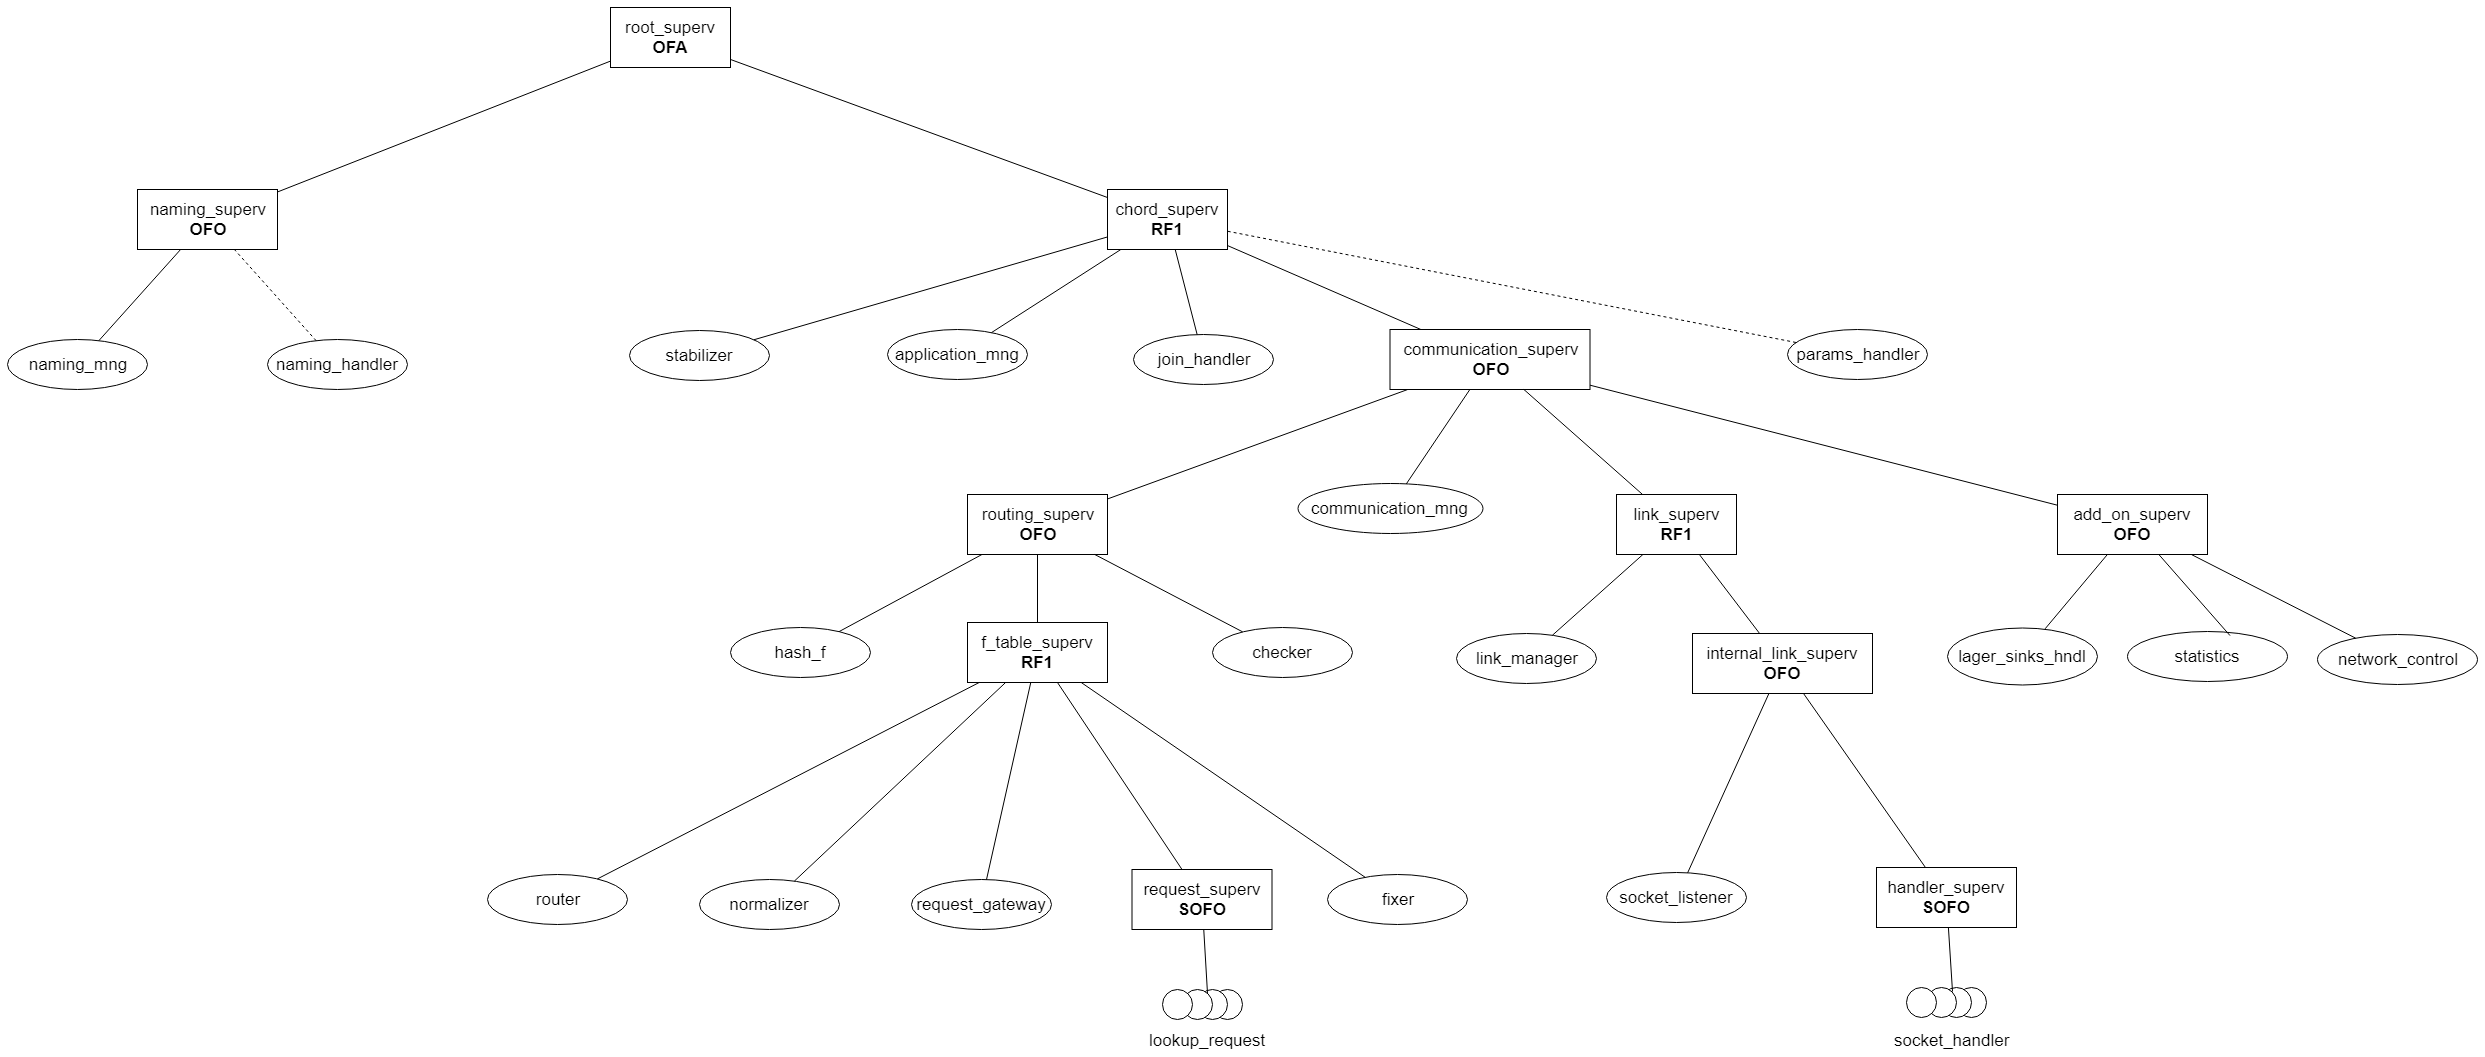 root_superv
OFA
naming_superv
OFO
chord_superv
RF1
naming_mng
naming_handler
stabilizer
application_mng
join_handler
communication_superv
OFO
params_handler
routing_superv
OFO
communication_mng
link_superv
RF1
add_on_superv
OFO
hash_f
f_table_superv
RF1
checker
link_manager
internal_link_superv
OFO
lager_sinks_hndl
statistics
network_control
router
normalizer
request_gateway
request_superv
SOFO
fixer
socket_listener
handler_superv
SOFO
lookup_request
socket_handler